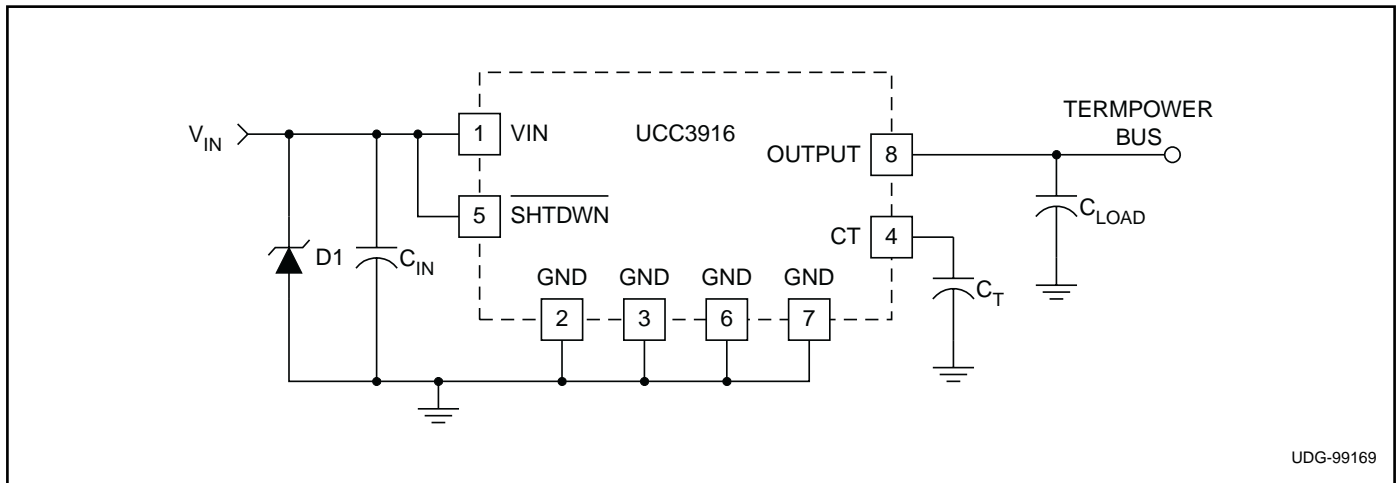 TERMPOWER
BUS
V_IN
1 VIN
UCC3916
OUTPUT 8
5 SHTDWN
C_LOAD
CT 4
D1
C_IN
GND GND GND GND
C_T
2 3 6 7
UDG-99169